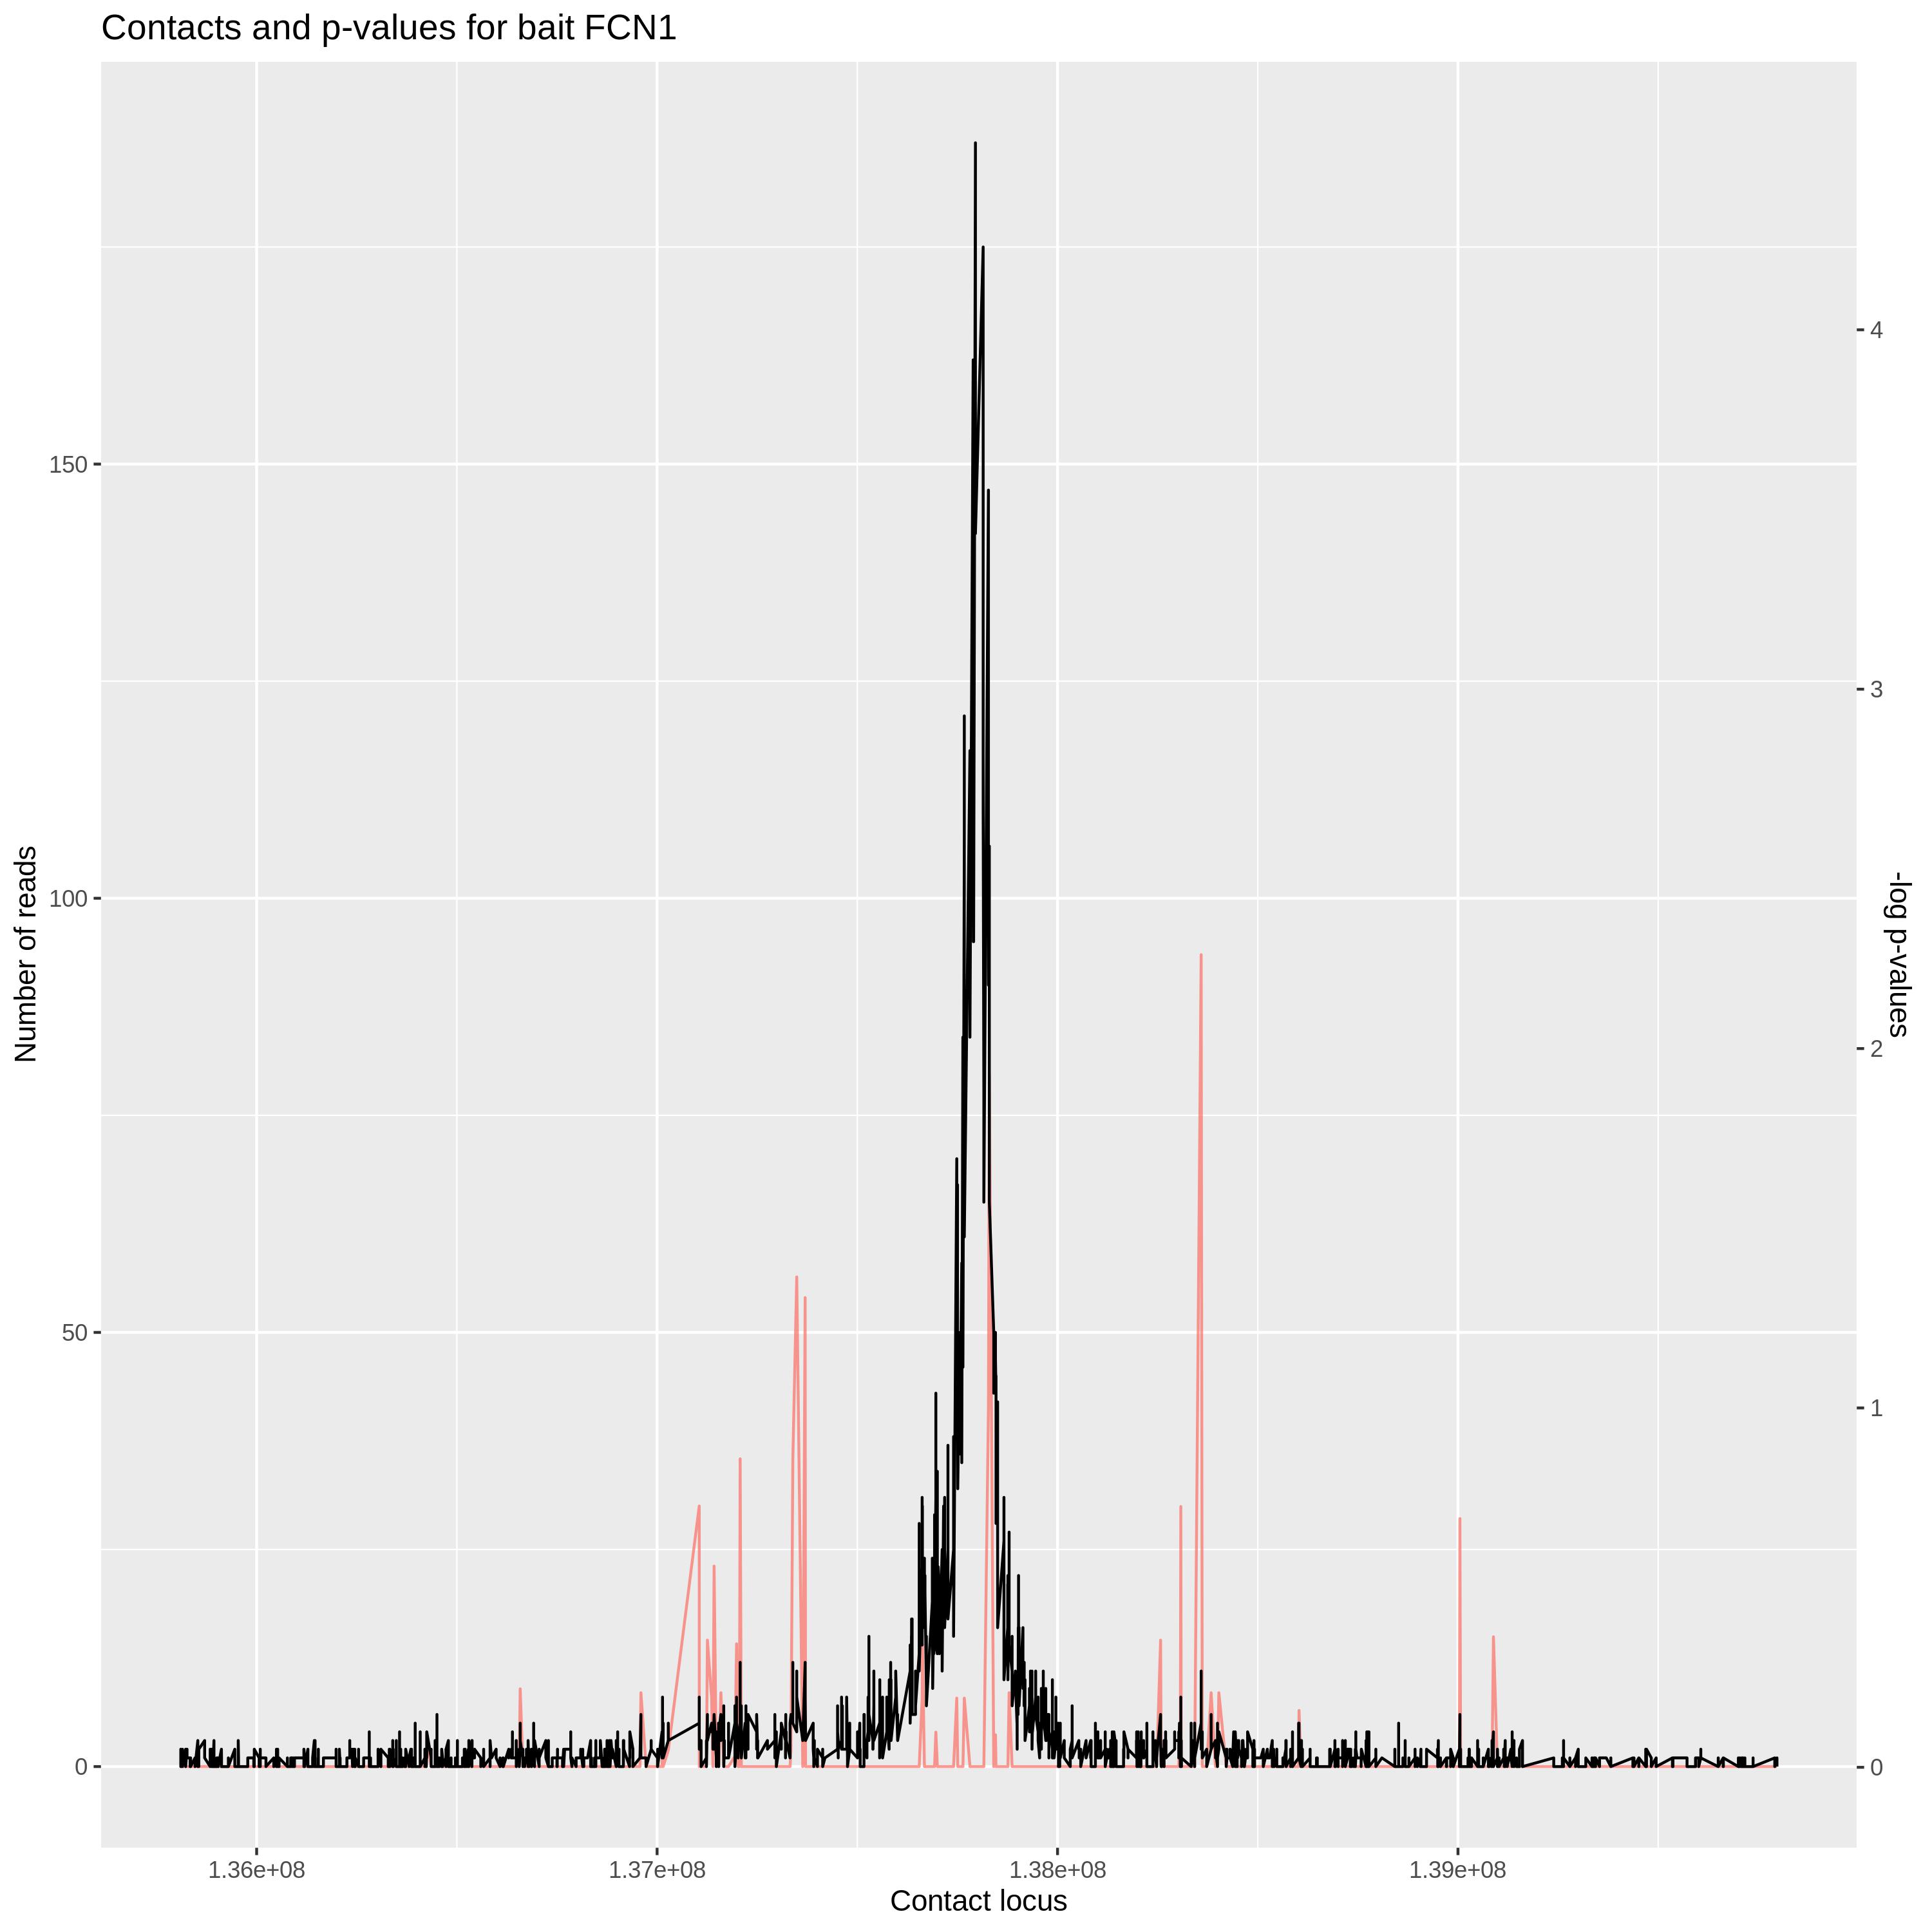 Contacts and p-values for bait FCN1
150
100
50
0
Number of reads
4
3
2
1
0
-log p-values
1.36e+08
1.37e+08
1.38e+08
1.39e+08
Contact locus